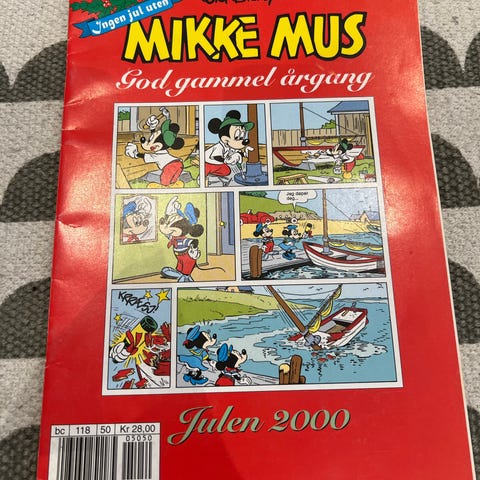 Ingen jul uten
Walt Disney
MIKKE MUS
God gammel årgang
Jeg døper
deg...
Julen 2000
bc 118 50 Kr 28,00
05050